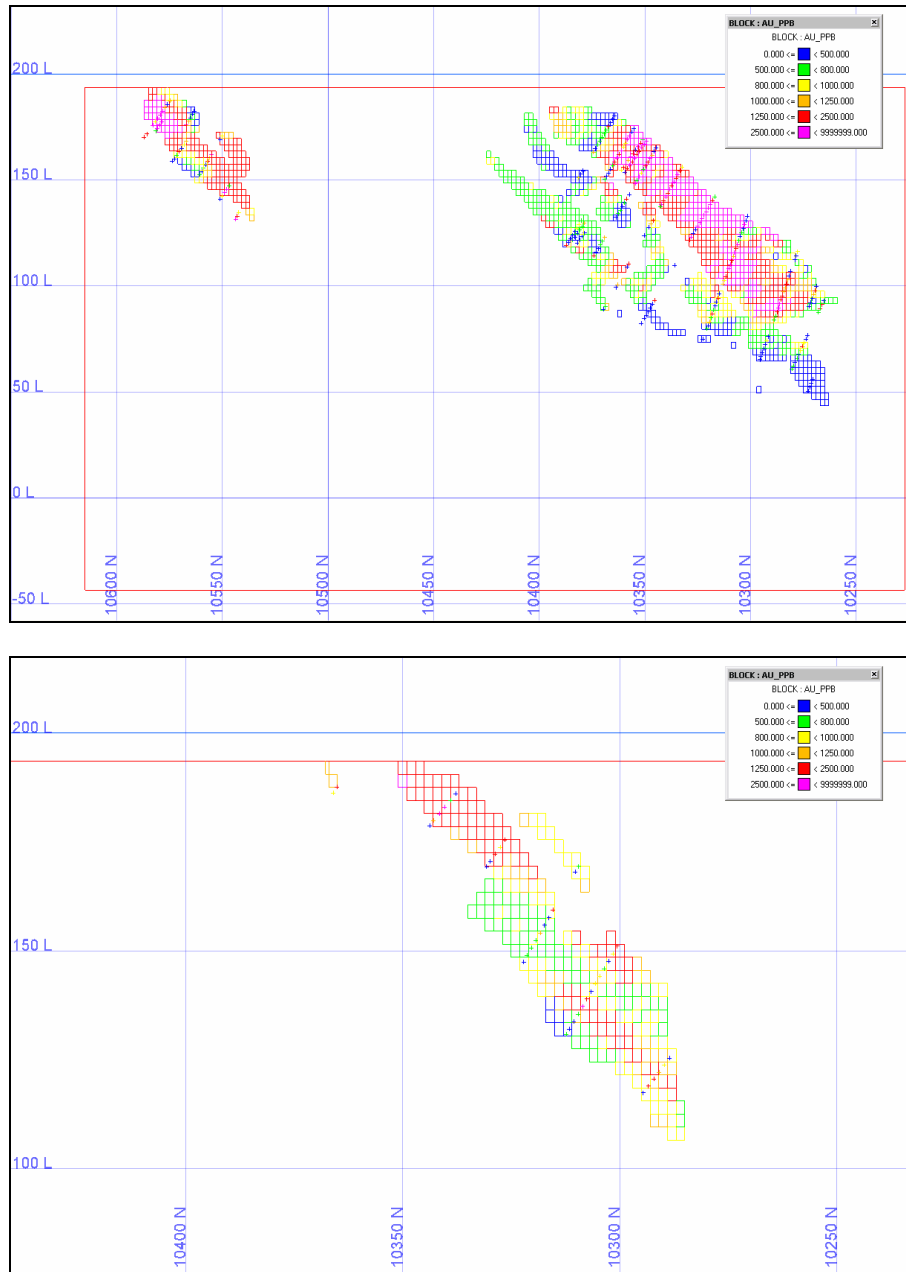 BLOCK : AU_PPB
BLOCK : AU_PPB
0.000 <= < 500.000
500.000 <= < 800.000
800.000 <= < 1000.000
1000.000 <= < 1250.000
1250.000 <= < 2500.000
2500.000 <= < 9999999.000
200 L
150 L
100 L
50 L
0 L
-50 L
10600 N
10550 N
10500 N
10450 N
10400 N
10350 N
10300 N
10250 N
BLOCK : AU_PPB
BLOCK : AU_PPB
0.000 <= < 500.000
500.000 <= < 800.000
800.000 <= < 1000.000
1000.000 <= < 1250.000
1250.000 <= < 2500.000
2500.000 <= < 9999999.000
200 L
150 L
100 L
10400 N
10350 N
10300 N
10250 N